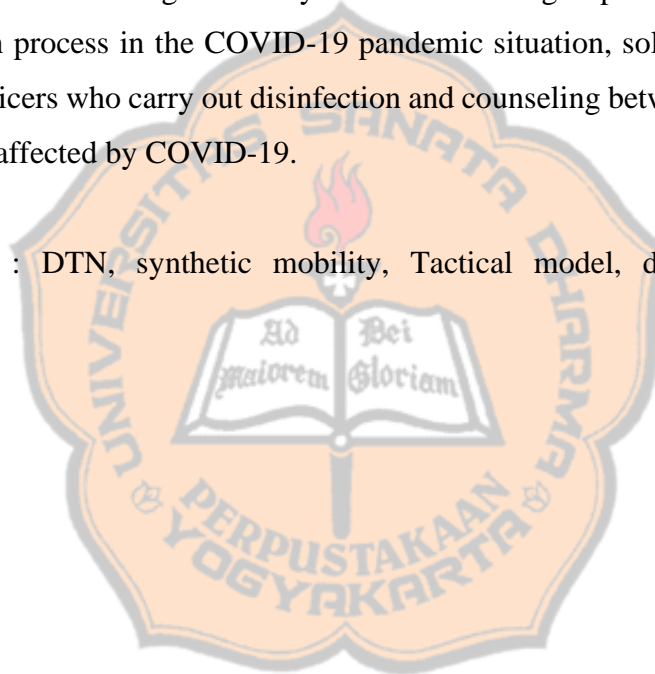 n process in the COVID-19 pandemic situation, sol
icers who carry out disinfection and counseling betw
affected by COVID-19.
: DTN, synthetic mobility, Tactical model, d
UNIVERSITAS SANATA DHARMA
Ad Dei
maiorem Gloriam
PERPUSTAKAAN
YOGYAKARTA